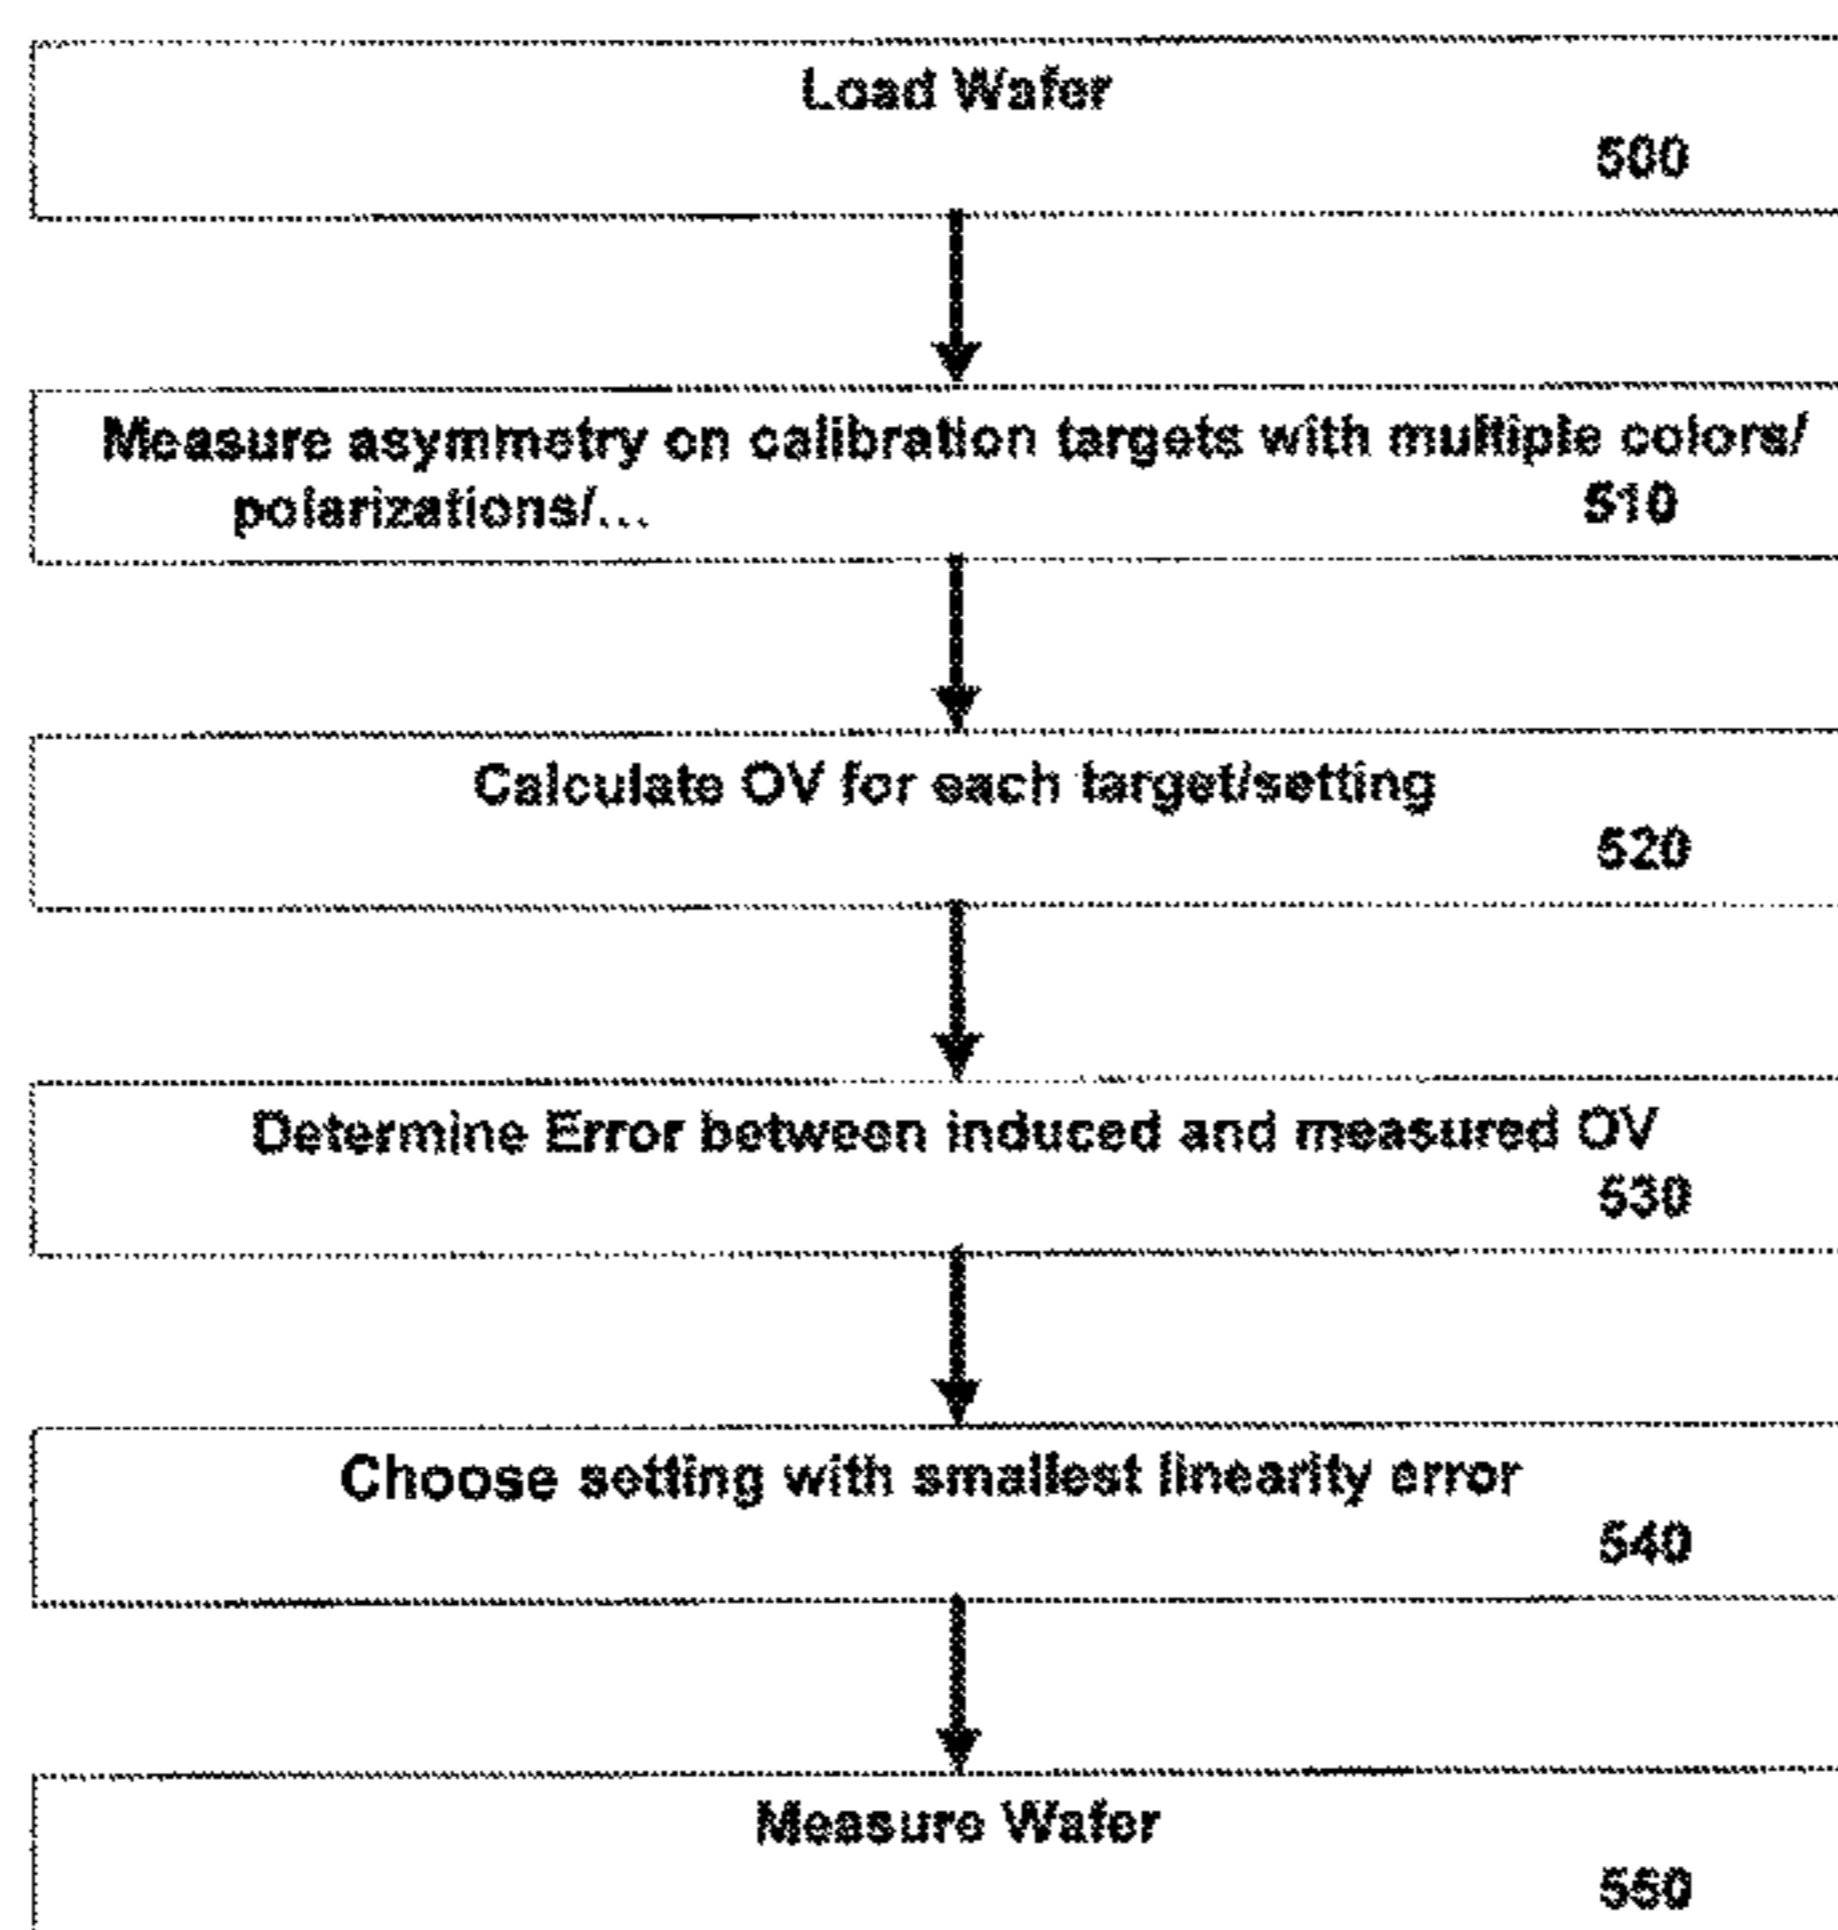 Load Wafer
500
Measure asymmetry on calibration targets with multiple colors/
polarizations/... 510
Calculate OV for each target/setting
520
Determine Error between induced and measured OV
530
Choose setting with smallest linearity error
540
Measure Wafer
550